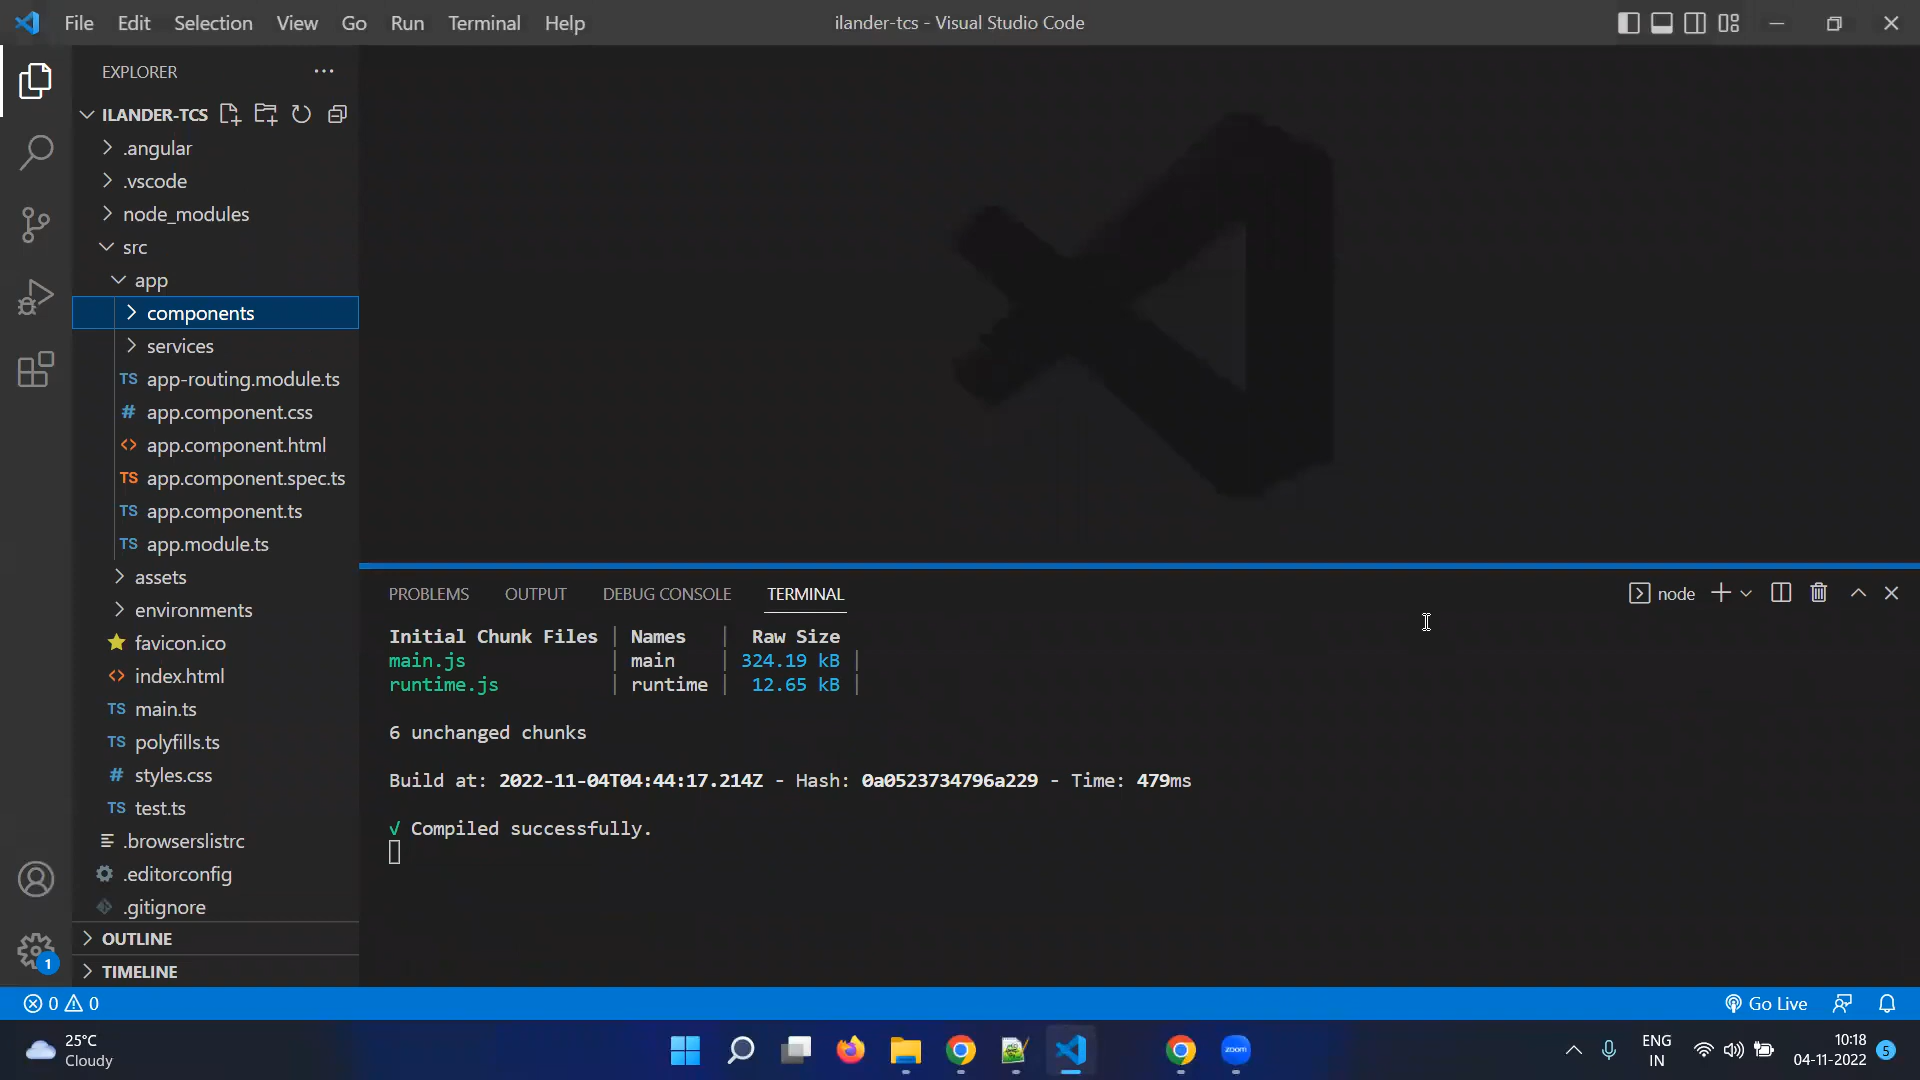 File Edit Selection View Go Run Terminal Help
ilander-tcs - Visual Studio Code
EXPLORER
ILANDER-TCS
.angular
.vscode
node_modules
src
app
components
services
TS app-routing.module.ts
# app.component.css
<> app.component.html
TS app.component.spec.ts
TS app.component.ts
TS app.module.ts
assets
environments
favicon.ico
<> index.html
TS main.ts
TS polyfills.ts
# styles.css
TS test.ts
.browserslistrc
.editorconfig
.gitignore
OUTLINE
TIMELINE
PROBLEMS OUTPUT DEBUG CONSOLE TERMINAL
node
Initial Chunk Files | Names | Raw Size
main.js | main | 324.19 kB |
runtime.js | runtime | 12.65 kB |
6 unchanged chunks
Build at: 2022-11-04T04:44:17.214Z - Hash: 0a0523734796a229 - Time: 479ms
√ Compiled successfully.
1
0 0
Go Live
25°C
Cloudy
zoom
ENG
IN
10:18
04-11-2022
5